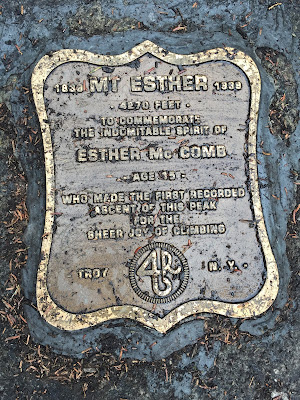 1839 MT ESTHER 1939
- 4270 FEET -
TO COMMEMORATE
THE INDOMITABLE SPIRIT OF
ESTHER Mc COMB
- AGE 15 -
WHO MADE THE FIRST RECORDED
ASCENT OF THIS PEAK
FOR THE
SHEER JOY OF CLIMBING
TROY N. Y.